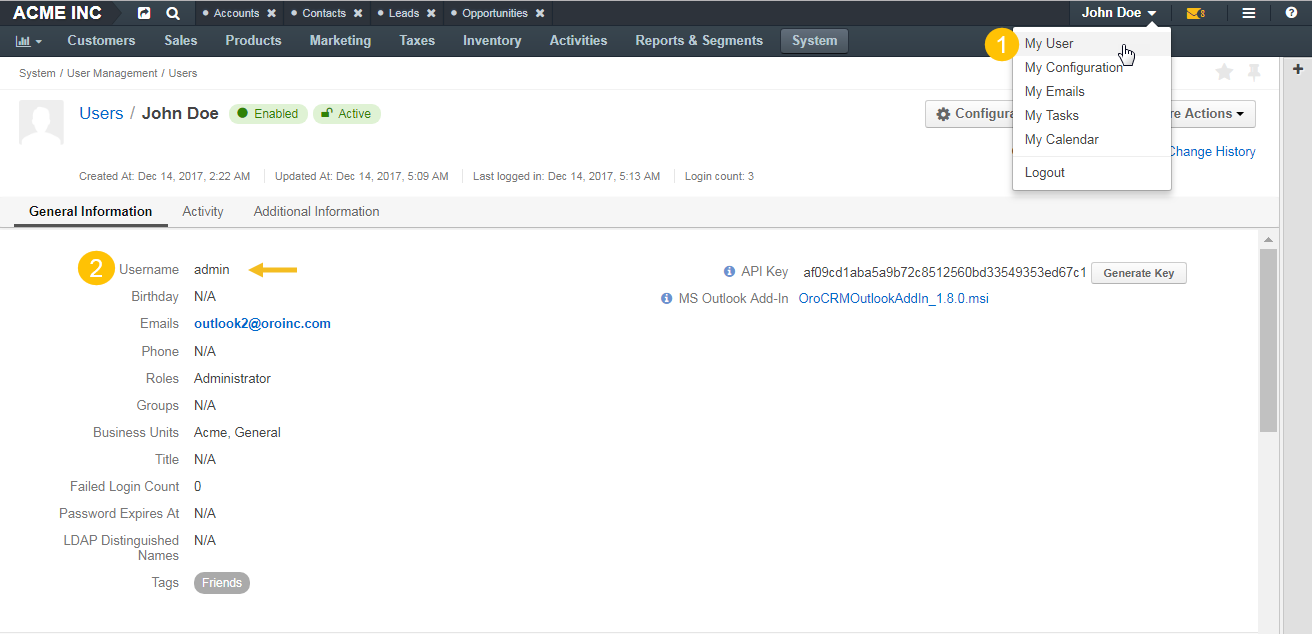 ACME INC Accounts Contacts Leads Opportunities John Doe 8 ?
Customers Sales Products Marketing Taxes Inventory Activities Reports & Segments System
1 My User
My Configuration
My Emails
My Tasks
My Calendar
Logout
System / User Management / Users
Users / John Doe Enabled Active
Configura
re Actions
Change History
Created At: Dec 14, 2017, 2:22 AM Updated At: Dec 14, 2017, 5:09 AM Last logged in: Dec 14, 2017, 5:13 AM Login count: 3
General Information Activity Additional Information
2 Username admin
Birthday N/A
Emails outlook2@oroinc.com
Phone N/A
Roles Administrator
Groups N/A
Business Units Acme, General
Title N/A
Failed Login Count 0
Password Expires At N/A
LDAP Distinguished N/A
Names
Tags Friends
API Key af09cd1aba5a9b72c8512560bd33549353ed67c1 Generate Key
MS Outlook Add-In OroCRMOutlookAddIn_1.8.0.msi